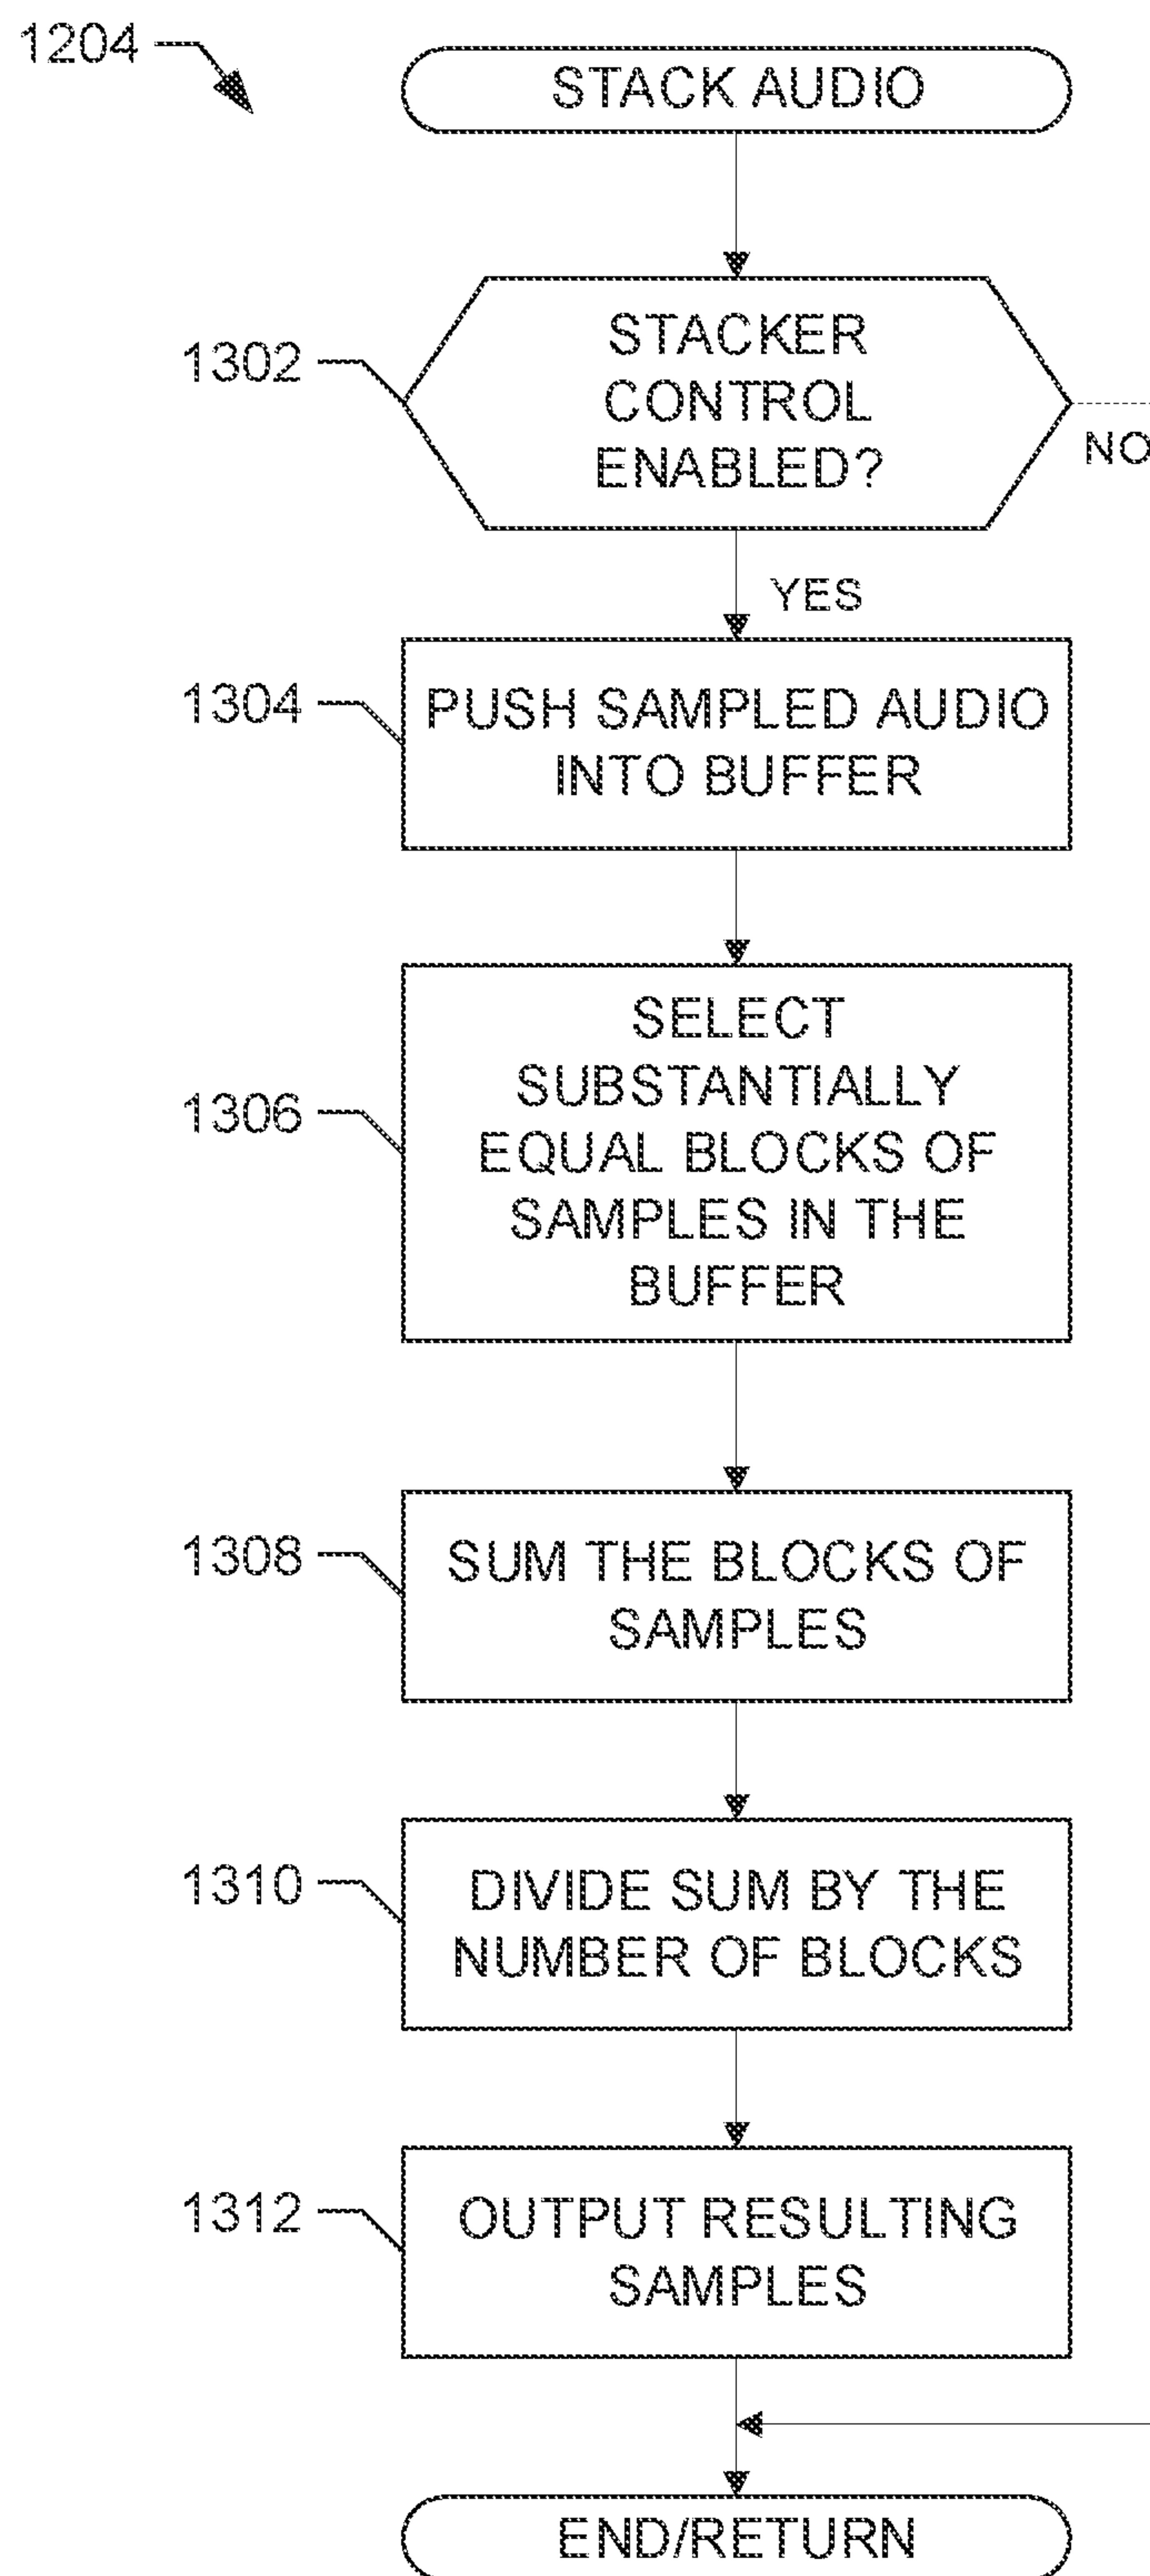 1204
STACK AUDIO
1302
STACKER
CONTROL
ENABLED?
NO
YES
1304
PUSH SAMPLED AUDIO
INTO BUFFER
1306
SELECT
SUBSTANTIALLY
EQUAL BLOCKS OF
SAMPLES IN THE
BUFFER
1308
SUM THE BLOCKS OF
SAMPLES
1310
DIVIDE SUM BY THE
NUMBER OF BLOCKS
1312
OUTPUT RESULTING
SAMPLES
END/RETURN